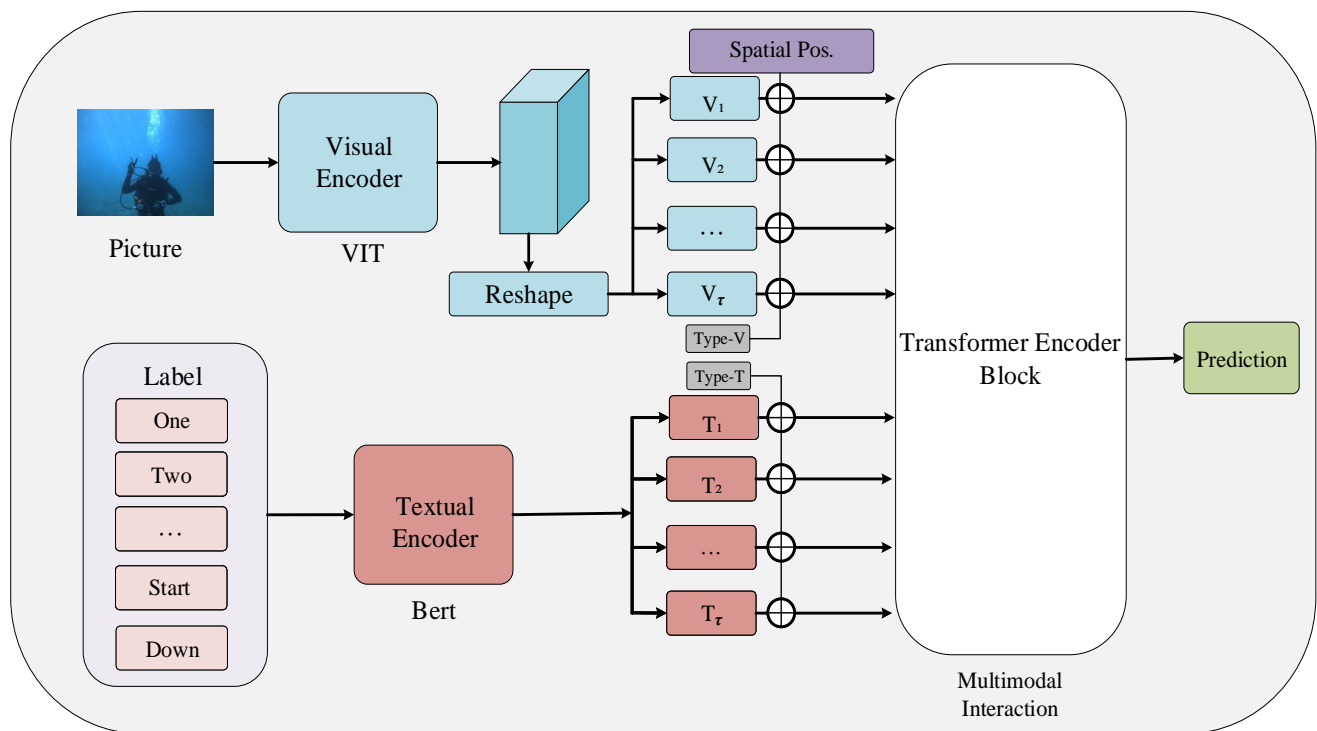 Spatial Pos.
V₁
V₂
…
V𝜏
Visual
Encoder
VIT
Picture
Reshape
Type-V
Type-T
Label
One
Two
…
Start
Down
Textual
Encoder
Bert
T₁
T₂
…
T𝜏
Transformer Encoder
Block
Multimodal
Interaction
Prediction